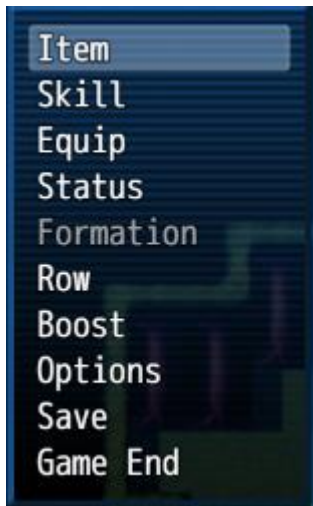 Item
Skill
Equip
Status
Formation
Row
Boost
Options
Save
Game End